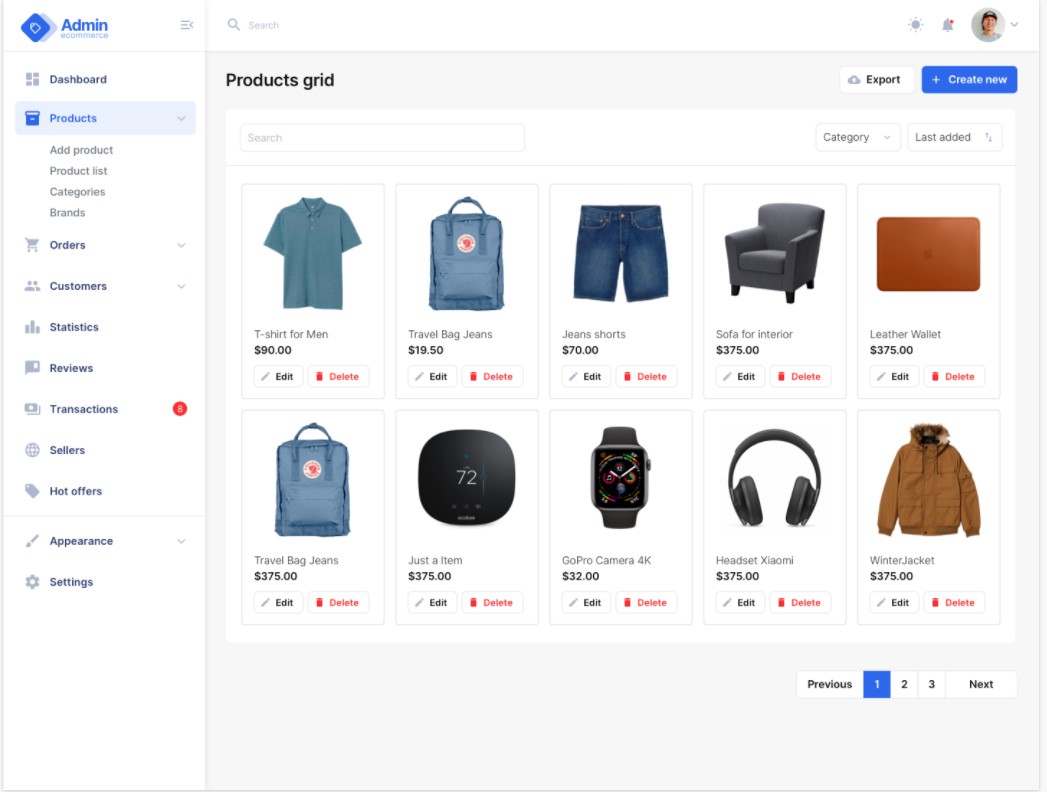 Admin
ecommerce
Search
Dashboard
Products
Add product
Product list
Categories
Brands
Orders
Customers
Statistics
Reviews
Transactions 8
Sellers
Hot offers
Appearance
Settings
Products grid
Export + Create new
Search Category Last added
T-shirt for Men
$90.00
Edit Delete
Travel Bag Jeans
$19.50
Edit Delete
Jeans shorts
$70.00
Edit Delete
Sofa for interior
$375.00
Edit Delete
Leather Wallet
$375.00
Edit Delete
Travel Bag Jeans
$375.00
Edit Delete
72
ecobee
Just a Item
$375.00
Edit Delete
GoPro Camera 4K
$32.00
Edit Delete
Headset Xiaomi
$375.00
Edit Delete
WinterJacket
$375.00
Edit Delete
Previous 1 2 3 Next